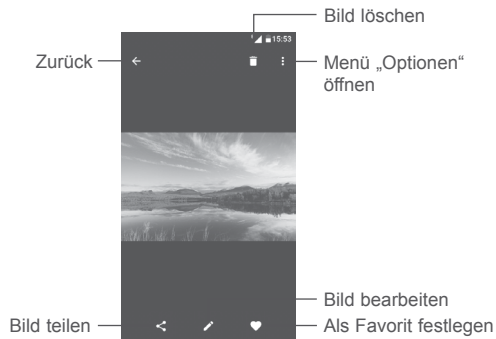 Bild löschen
15:53
Zurück
Menü „Optionen“
öffnen
Bild bearbeiten
Bild teilen
Als Favorit festlegen